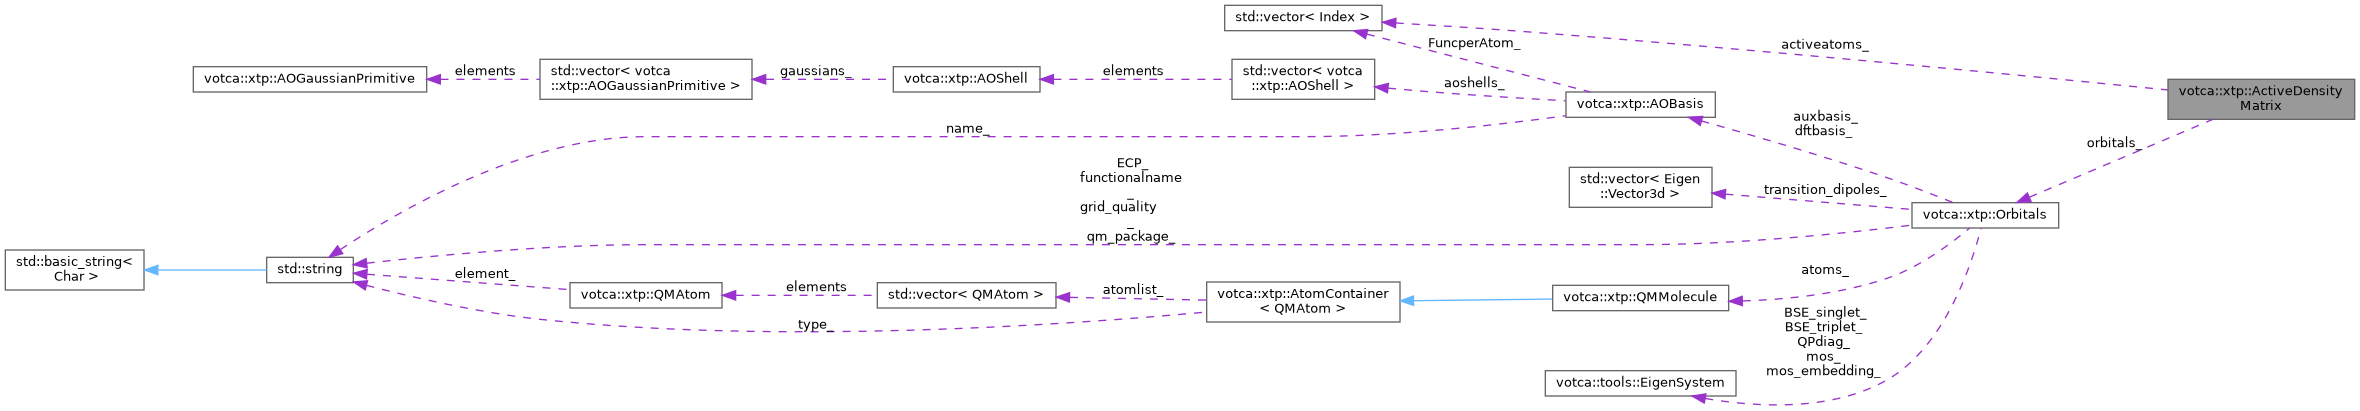 std::vector< Index >
activeatoms_
FuncperAtom_
votca::xtp::AOGaussianPrimitive
elements
std::vector< votca
::xtp::AOGaussianPrimitive >
gaussians_
votca::xtp::AOShell
elements
std::vector< votca
::xtp::AOShell >
aoshells_
votca::xtp::AOBasis
votca::xtp::ActiveDensity
Matrix
name_
auxbasis_
dftbasis_
orbitals_
ECP_
functionalname
_
grid_quality
_
qm_package_
std::vector< Eigen
::Vector3d >
transition_dipoles_
votca::xtp::Orbitals
std::basic_string<
Char >
std::string
element_
votca::xtp::QMAtom
elements
std::vector< QMAtom >
atomlist_
votca::xtp::AtomContainer
< QMAtom >
votca::xtp::QMMolecule
atoms_
type_
BSE_singlet_
BSE_triplet_
QPdiag_
mos_
mos_embedding_
votca::tools::EigenSystem